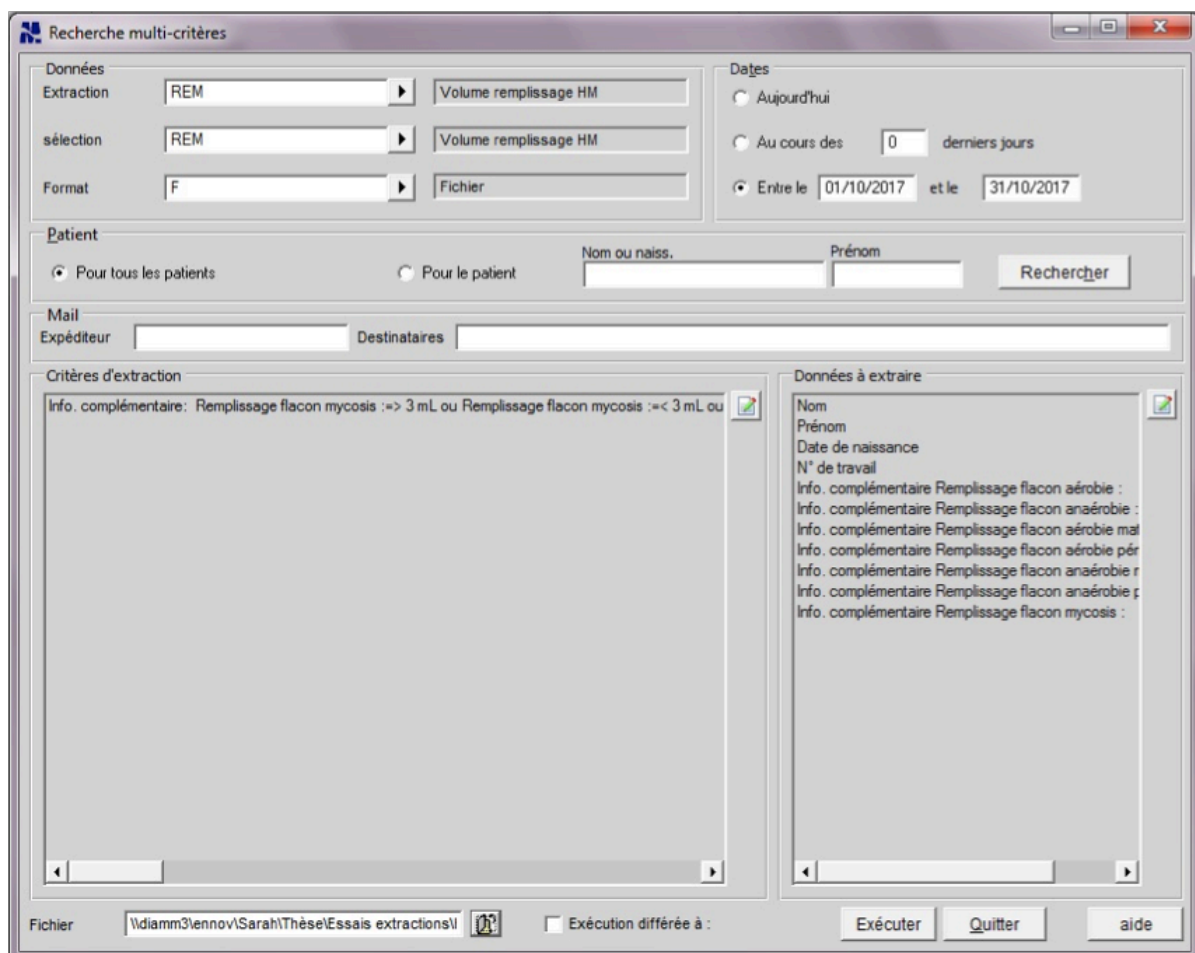 Recherche multi-critères
Données
Extraction REM Volume remplissage HM
sélection REM Volume remplissage HM
Format F Fichier
Dates
Aujourd'hui
Au cours des 0 derniers jours
Entre le 01/10/2017 et le 31/10/2017
Patient
Pour tous les patients Pour le patient Nom ou naiss. Prénom Rechercher
Mail
Expéditeur Destinataires
Critères d'extraction
Info. complémentaire: Remplissage flacon mycosis :=> 3 mL ou Remplissage flacon mycosis :=< 3 mL ou
Données à extraire
Nom
Prénom
Date de naissance
N° de travail
Info. complémentaire Remplissage flacon aérobie :
Info. complémentaire Remplissage flacon anaérobie :
Info. complémentaire Remplissage flacon aérobie mat
Info. complémentaire Remplissage flacon aérobie pér
Info. complémentaire Remplissage flacon anaérobie
Info. complémentaire Remplissage flacon anaérobie
Info. complémentaire Remplissage flacon mycosis :
Fichier \\diamm3\ennov\Sarah\Thèse\Essais extractions\ Exécution différée à : Exécuter Quitter aide